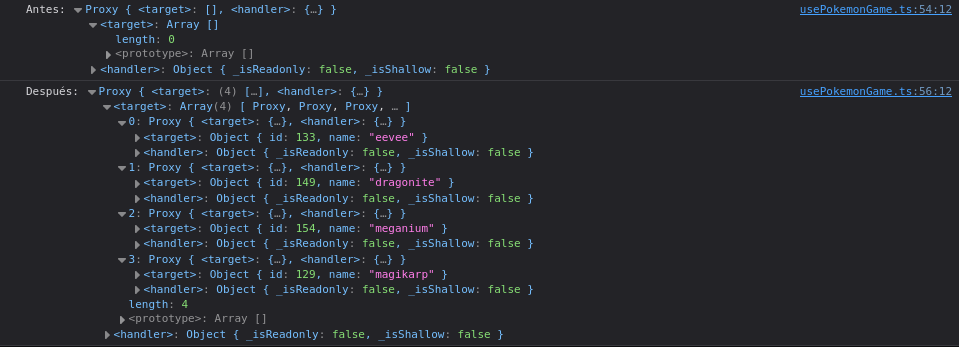 Antes: Proxy { <target>: [], <handler>: {…} } usePokemonGame.ts:54:12
<target>: Array []
length: 0
<prototype>: Array []
<handler>: Object { _isReadonly: false, _isShallow: false }
Después: Proxy { <target>: (4) […], <handler>: {…} } usePokemonGame.ts:56:12
<target>: Array(4) [ Proxy, Proxy, Proxy, … ]
0: Proxy { <target>: {…}, <handler>: {…} }
<target>: Object { id: 133, name: "eevee" }
<handler>: Object { _isReadonly: false, _isShallow: false }
1: Proxy { <target>: {…}, <handler>: {…} }
<target>: Object { id: 149, name: "dragonite" }
<handler>: Object { _isReadonly: false, _isShallow: false }
2: Proxy { <target>: {…}, <handler>: {…} }
<target>: Object { id: 154, name: "meganium" }
<handler>: Object { _isReadonly: false, _isShallow: false }
3: Proxy { <target>: {…}, <handler>: {…} }
<target>: Object { id: 129, name: "magikarp" }
<handler>: Object { _isReadonly: false, _isShallow: false }
length: 4
<prototype>: Array []
<handler>: Object { _isReadonly: false, _isShallow: false }